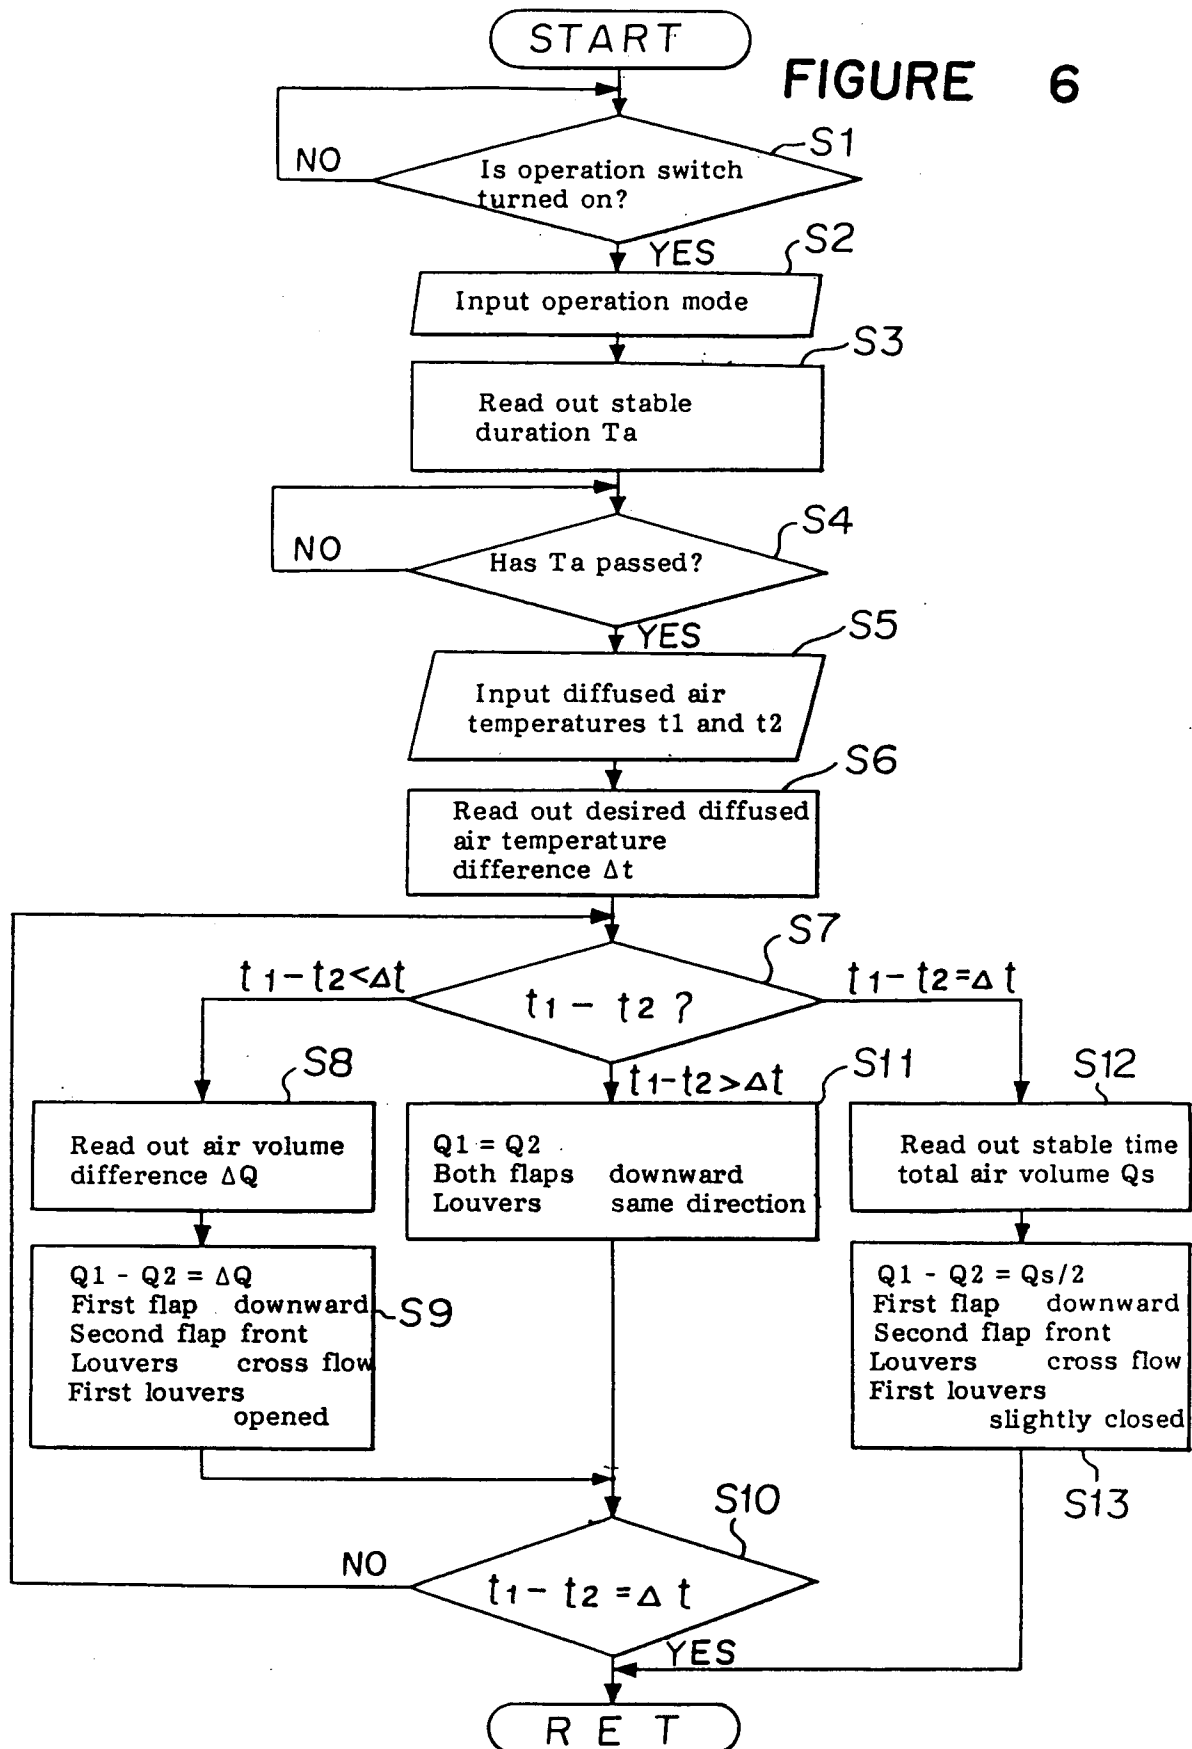 START
FIGURE 6
S1
NO
Is operation switch
turned on?
YES
S2
Input operation mode
S3
Read out stable
duration Ta
S4
NO
Has Ta passed?
YES
S5
Input diffused air
temperatures t1 and t2
S6
Read out desired diffused
air temperature
difference Δt
S7
t1-t2<Δt
t1-t2=Δt
t1-t2?
S8
t1-t2>Δt
S11
S12
Read out air volume
difference ΔQ
Q1 = Q2
Both flaps downward
Louvers same direction
Read out stable time
total air volume Qs
Q1 - Q2 = ΔQ
First flap downward
Second flap front
Louvers cross flow
First louvers
opened
S9
Q1 - Q2 = Qs/2
First flap downward
Second flap front
Louvers cross flow
First louvers
slightly closed
S13
S10
NO
t1-t2=Δt
YES
RET